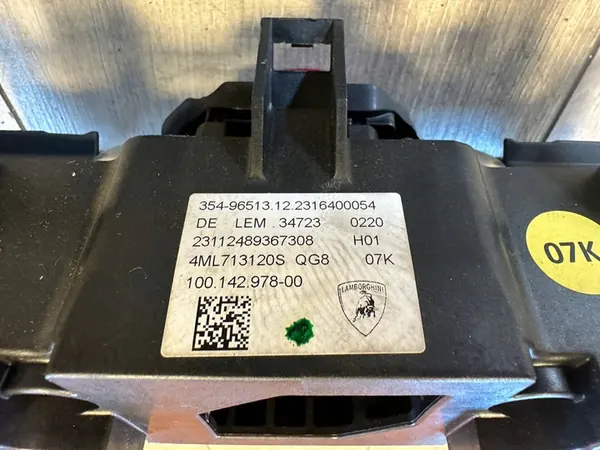 354-96513.12.2316400054
DE LEM .34723 0220
23112489367308 H01
4ML713120S QG8 07K
100.142.978-00
LAMBORGHINI
07K